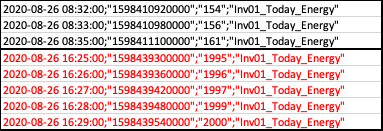 2020-08-26 08:32:00;"1598410920000";"154";"Inv01_Today_Energy"
2020-08-26 08:33:00;"1598410980000";"156";"Inv01_Today_Energy"
2020-08-26 08:35:00;"1598411100000";"161";"Inv01_Today_Energy"
2020-08-26 16:25:00;"1598439300000";"1995";"Inv01_Today_Energy"
2020-08-26 16:26:00;"1598439360000";"1996";"Inv01_Today_Energy"
2020-08-26 16:27:00;"1598439420000";"1997";"Inv01_Today_Energy"
2020-08-26 16:28:00;"1598439480000";"1999";"Inv01_Today_Energy"
2020-08-26 16:29:00;"1598439540000";"2000";"Inv01_Today_Energy"